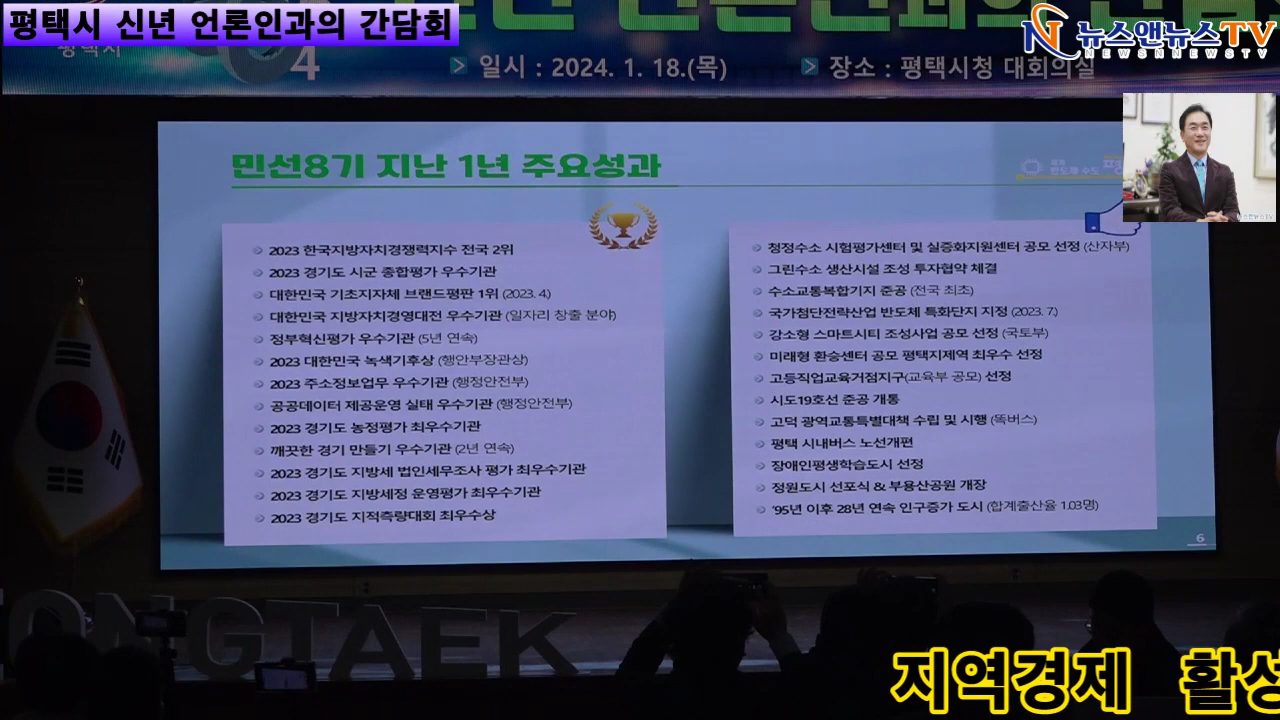 평택시 신년 언론인과의 간담회
뉴스앤뉴스TV
NEWSNNEWSTV
평택시
4
일시 : 2024. 1. 18.(목)
장소 : 평택시청 대회의실
민선8기 지난 1년 주요성과
반도체 수도 평
2023 한국지방자치경쟁력지수 전국 2위
2023 경기도 시군 종합평가 우수기관
대한민국 기초지자체 브랜드평판 1위 (2023. 4.)
대한민국 지방자치경영대전 우수기관 (일자리 창출 분야)
정부혁신평가 우수기관 (5년 연속)
2023 대한민국 녹색기후상 (행안부장관상)
2023 주소정보업무 우수기관 (행정안전부)
공공데이터 제공운영 실태 우수기관 (행정안전부)
2023 경기도 농정평가 최우수기관
깨끗한 경기 만들기 우수기관 (2년 연속)
2023 경기도 지방세 법인세무조사 평가 최우수기관
2023 경기도 지방세정 운영평가 최우수기관
2023 경기도 지적측량대회 최우수상
청정수소 시험평가센터 및 실증화지원센터 공모 선정 (산자부)
그린수소 생산시설 조성 투자협약 체결
수소교통복합기지 준공 (전국 최초)
국가첨단전략산업 반도체 특화단지 지정 (2023. 7.)
강소형 스마트시티 조성사업 공모 선정 (국토부)
미래형 환승센터 공모 평택지제역 최우수 선정
고등직업교육거점지구(교육부 공모) 선정
시도19호선 준공 개통
고덕 광역교통특별대책 수립 및 시행 (똑버스)
평택 시내버스 노선개편
장애인평생학습도시 선정
정원도시 선포식 & 부용산공원 개장
'95년 이후 28년 연속 인구증가 도시 (합계출산율 1.03명)
6
ONGTAEK
지역경제 활성